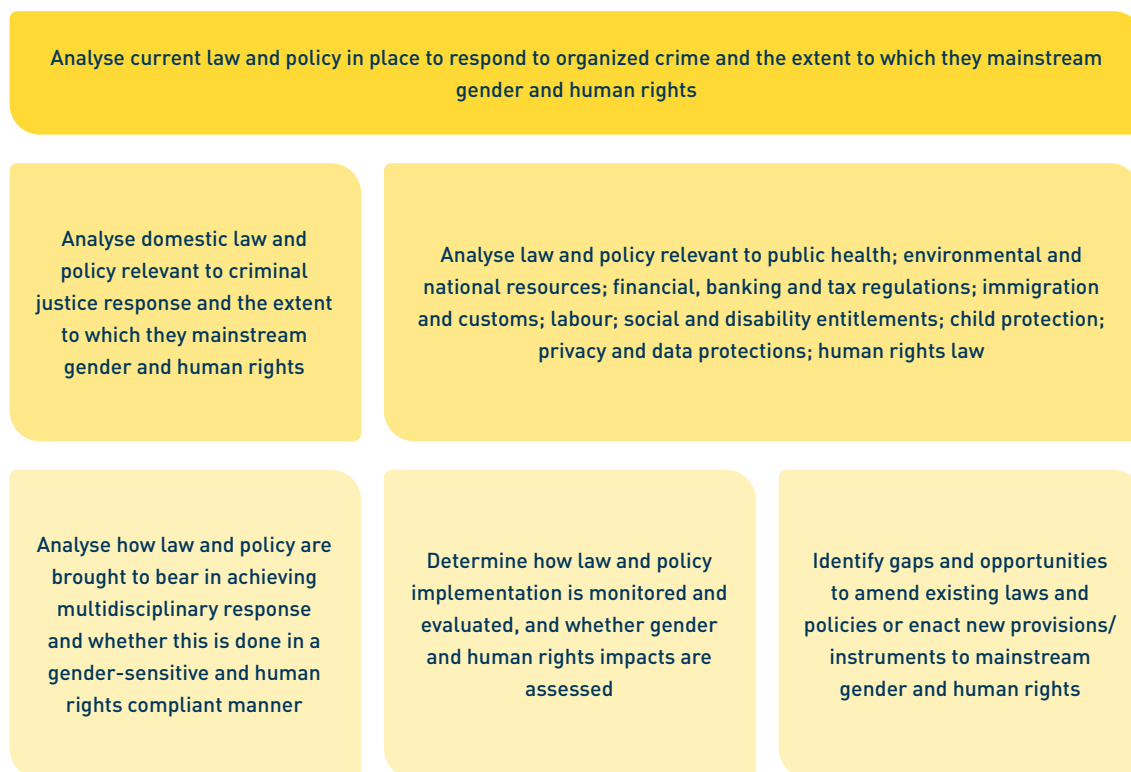 Analyse current law and policy in place to respond to organized crime and the extent to which they mainstream
gender and human rights
Analyse domestic law and
policy relevant to criminal
justice response and the extent
to which they mainstream
gender and human rights
Analyse law and policy relevant to public health; environmental and
national resources; financial, banking and tax regulations; immigration
and customs; labour; social and disability entitlements; child protection;
privacy and data protections; human rights law
Analyse how law and policy are
brought to bear in achieving
multidisciplinary response
and whether this is done in a
gender-sensitive and human
rights compliant manner
Determine how law and policy
implementation is monitored and
evaluated, and whether gender
and human rights impacts are
assessed
Identify gaps and opportunities
to amend existing laws and
policies or enact new provisions/
instruments to mainstream
gender and human rights